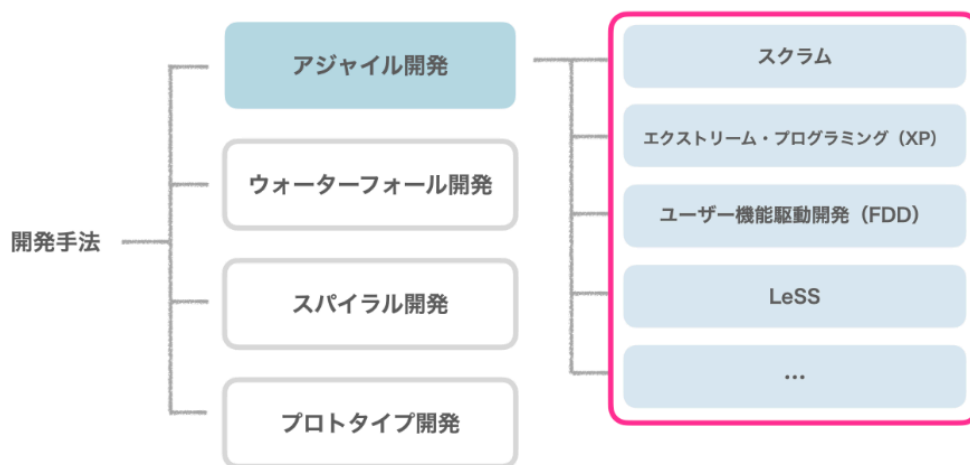 開発手法
アジャイル開発
ウォーターフォール開発
スパイラル開発
プロトタイプ開発
スクラム
エクストリーム・プログラミング（XP）
ユーザー機能駆動開発（FDD）
LeSS
…